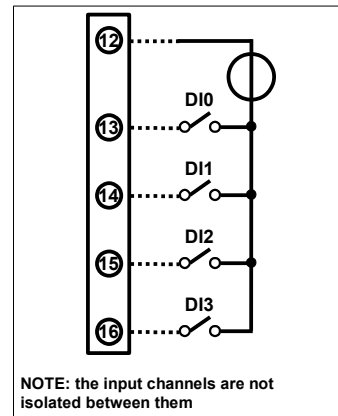 12
DI0
13
DI1
14
DI2
15
DI3
16
NOTE: the input channels are not
isolated between them